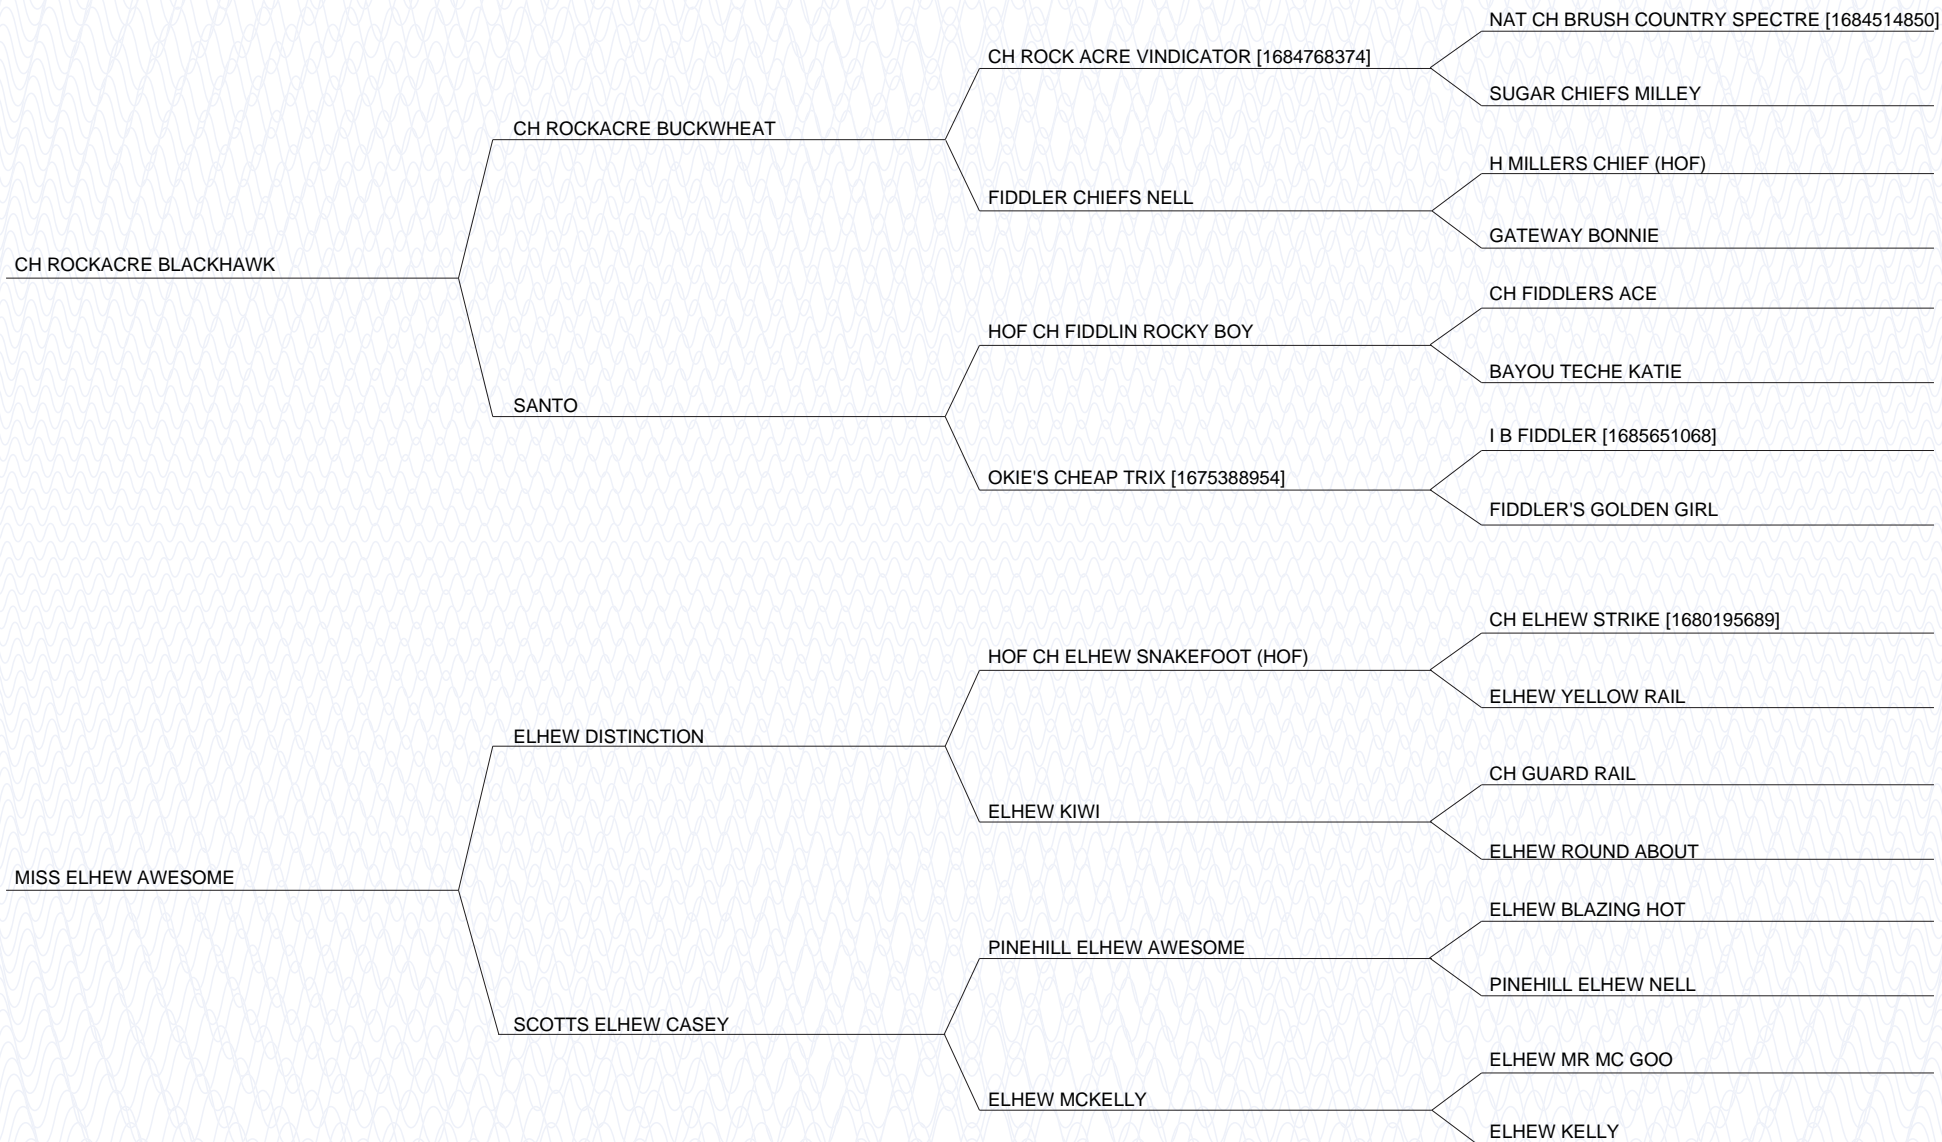 NAT CH BRUSH COUNTRY SPECTRE [1684514850]
CH ROCK ACRE VINDICATOR [1684768374]
SUGAR CHIEFS MILLEY
CH ROCKACRE BUCKWHEAT
H MILLERS CHIEF (HOF)
FIDDLER CHIEFS NELL
GATEWAY BONNIE
CH ROCKACRE BLACKHAWK
CH FIDDLERS ACE
HOF CH FIDDLIN ROCKY BOY
BAYOU TECHE KATIE
SANTO
I B FIDDLER [1685651068]
OKIE'S CHEAP TRIX [1675388954]
FIDDLER'S GOLDEN GIRL
CH ELHEW STRIKE [1680195689]
HOF CH ELHEW SNAKEFOOT (HOF)
ELHEW YELLOW RAIL
ELHEW DISTINCTION
CH GUARD RAIL
ELHEW KIWI
ELHEW ROUND ABOUT
MISS ELHEW AWESOME
ELHEW BLAZING HOT
PINEHILL ELHEW AWESOME
PINEHILL ELHEW NELL
SCOTTS ELHEW CASEY
ELHEW MR MC GOO
ELHEW MCKELLY
ELHEW KELLY